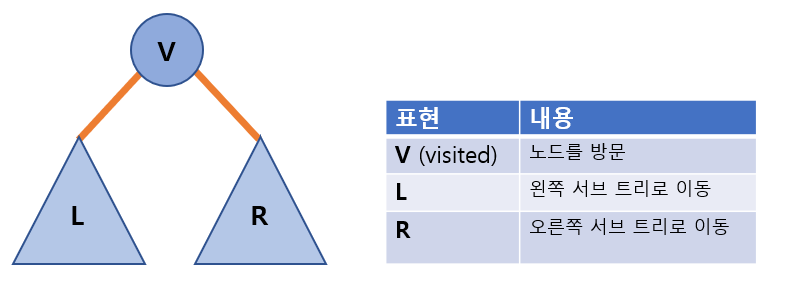 V
L
R
표현 내용
V (visited) 노드를 방문
L 왼쪽 서브 트리로 이동
R 오른쪽 서브 트리로 이동